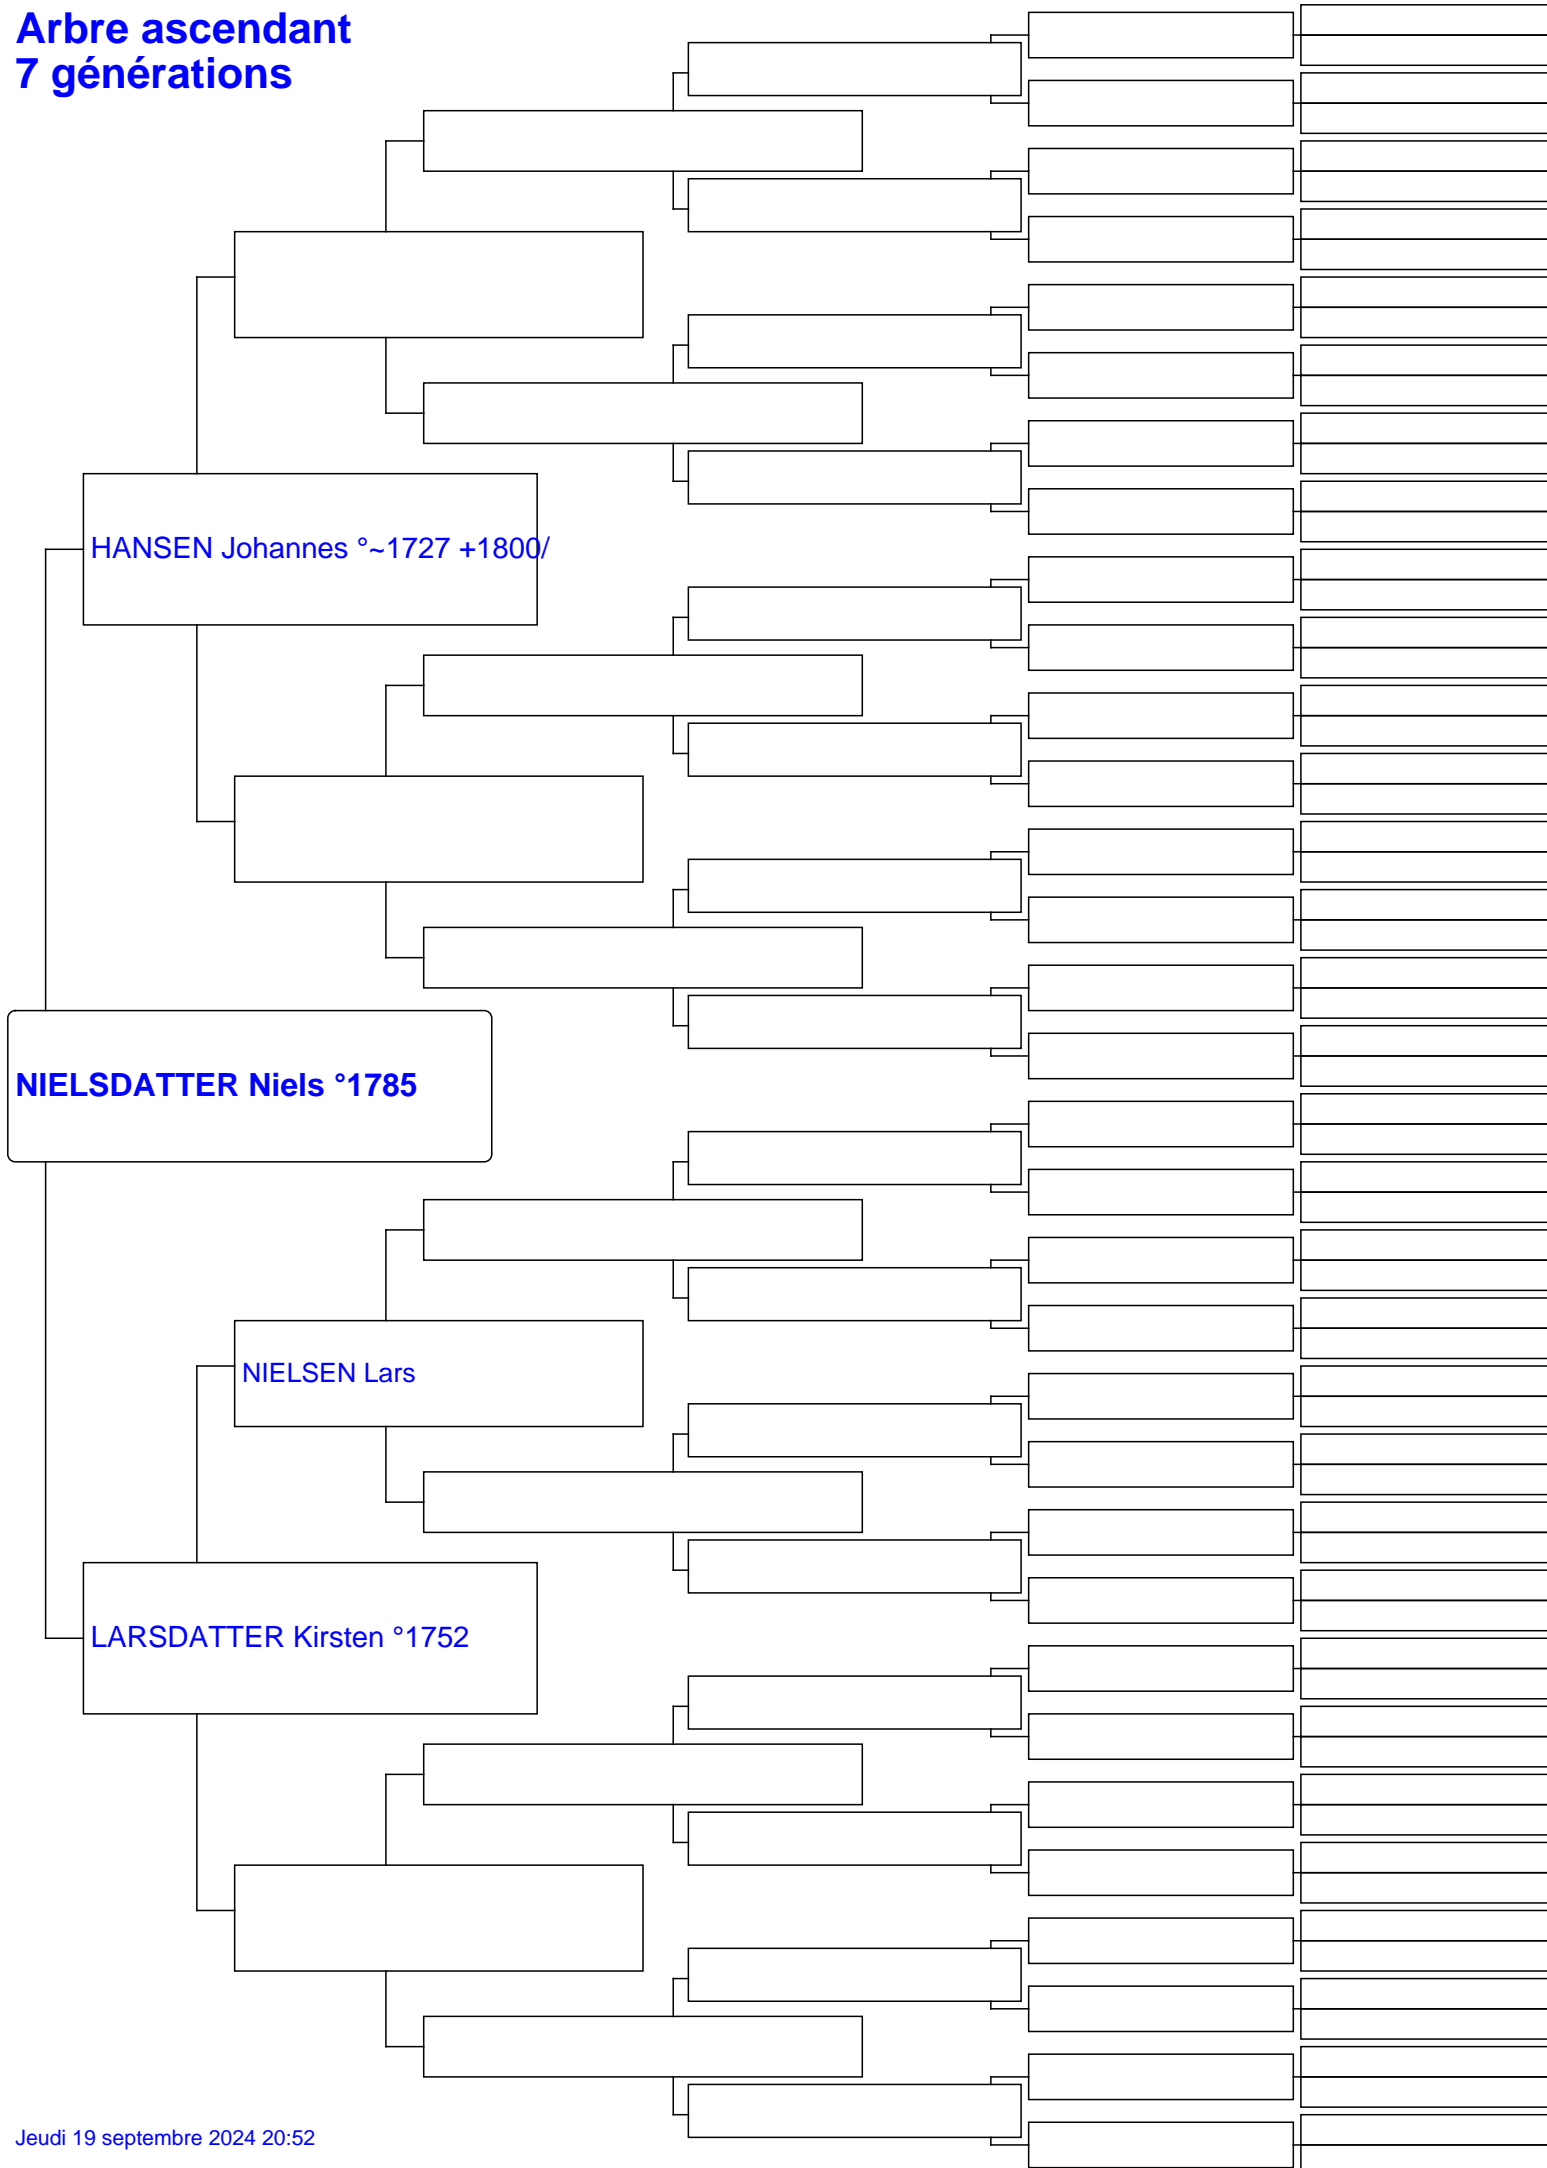 Arbre ascendant
7 générations
HANSEN Johannes °~1727 +1800/
NIELSDATTER Niels °1785
NIELSEN Lars
LARSDATTER Kirsten °1752
Jeudi 19 septembre 2024 20:52